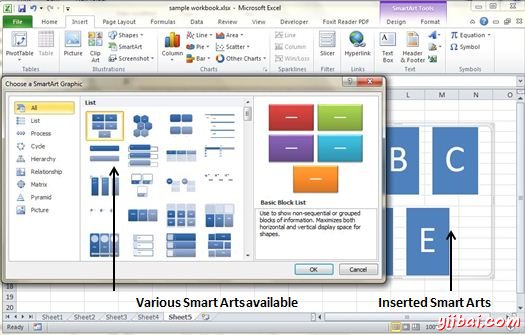 sample workbook.xlsx - Microsoft Excel
SmartArt Tools
File Home Insert Page Layout Formulas Data Review View Foxit Reader PDF Design Format
PivotTable Table Picture Clip Art Shapes SmartArt Screenshot Column Line Pie Bar Area Scatter Other Charts Line Column Win/Loss Slicer Hyperlink Text Box Header & Footer Equation Symbol
Tables Illustrations Charts Sparklines Filter Links Text Symbols
Choose a SmartArt Graphic
All
List
Process
Cycle
Hierarchy
Relationship
Matrix
Pyramid
Picture
List
Basic Block List
Use to show non-sequential or grouped
blocks of information. Maximizes both
horizontal and vertical display space for
shapes.
OK Cancel
L M N O
B C
E
17
18
19
20
Various Smart Arts available Inserted Smart Arts
Sheet1 Sheet2 Sheet3 Sheet4 Sheet5
Ready 100%
yiibai.com